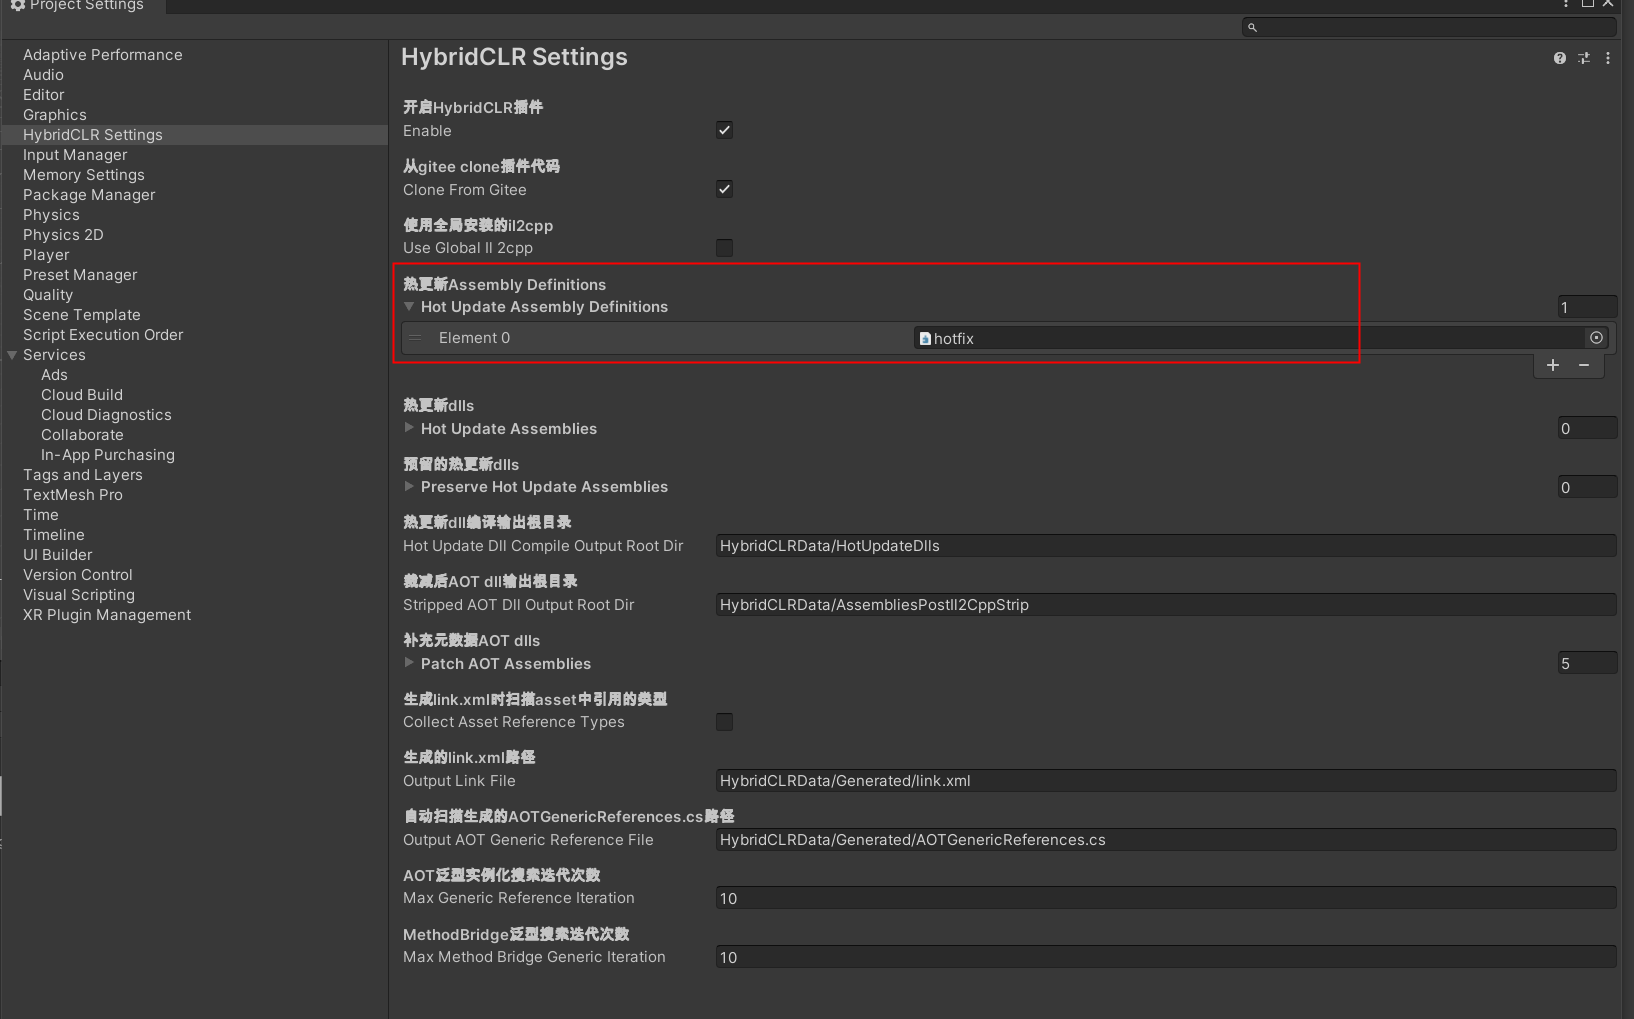 Project Settings
Adaptive Performance
Audio
Editor
Graphics
HybridCLR Settings
Input Manager
Memory Settings
Package Manager
Physics
Physics 2D
Player
Preset Manager
Quality
Scene Template
Script Execution Order
Services
Ads
Cloud Build
Cloud Diagnostics
Collaborate
In-App Purchasing
Tags and Layers
TextMesh Pro
Time
Timeline
UI Builder
Version Control
Visual Scripting
XR Plugin Management
HybridCLR Settings
开启HybridCLR插件
Enable
从gitee clone插件代码
Clone From Gitee
使用全局安装的il2cpp
Use Global Il 2cpp
热更新Assembly Definitions
Hot Update Assembly Definitions 1
Element 0 hotfix
热更新dlls
Hot Update Assemblies 0
预留的热更新dlls
Preserve Hot Update Assemblies 0
热更新dll编译输出根目录
Hot Update Dll Compile Output Root Dir HybridCLRData/HotUpdateDlls
裁减后AOT dll输出根目录
Stripped AOT Dll Output Root Dir HybridCLRData/AssembliesPostIl2CppStrip
补充元数据AOT dlls
Patch AOT Assemblies 5
生成link.xml时扫描asset中引用的类型
Collect Asset Reference Types
生成的link.xml路径
Output Link File HybridCLRData/Generated/link.xml
自动扫描生成的AOTGenericReferences.cs路径
Output AOT Generic Reference File HybridCLRData/Generated/AOTGenericReferences.cs
AOT泛型实例化搜索迭代次数
Max Generic Reference Iteration 10
MethodBridge泛型搜索迭代次数
Max Method Bridge Generic Iteration 10